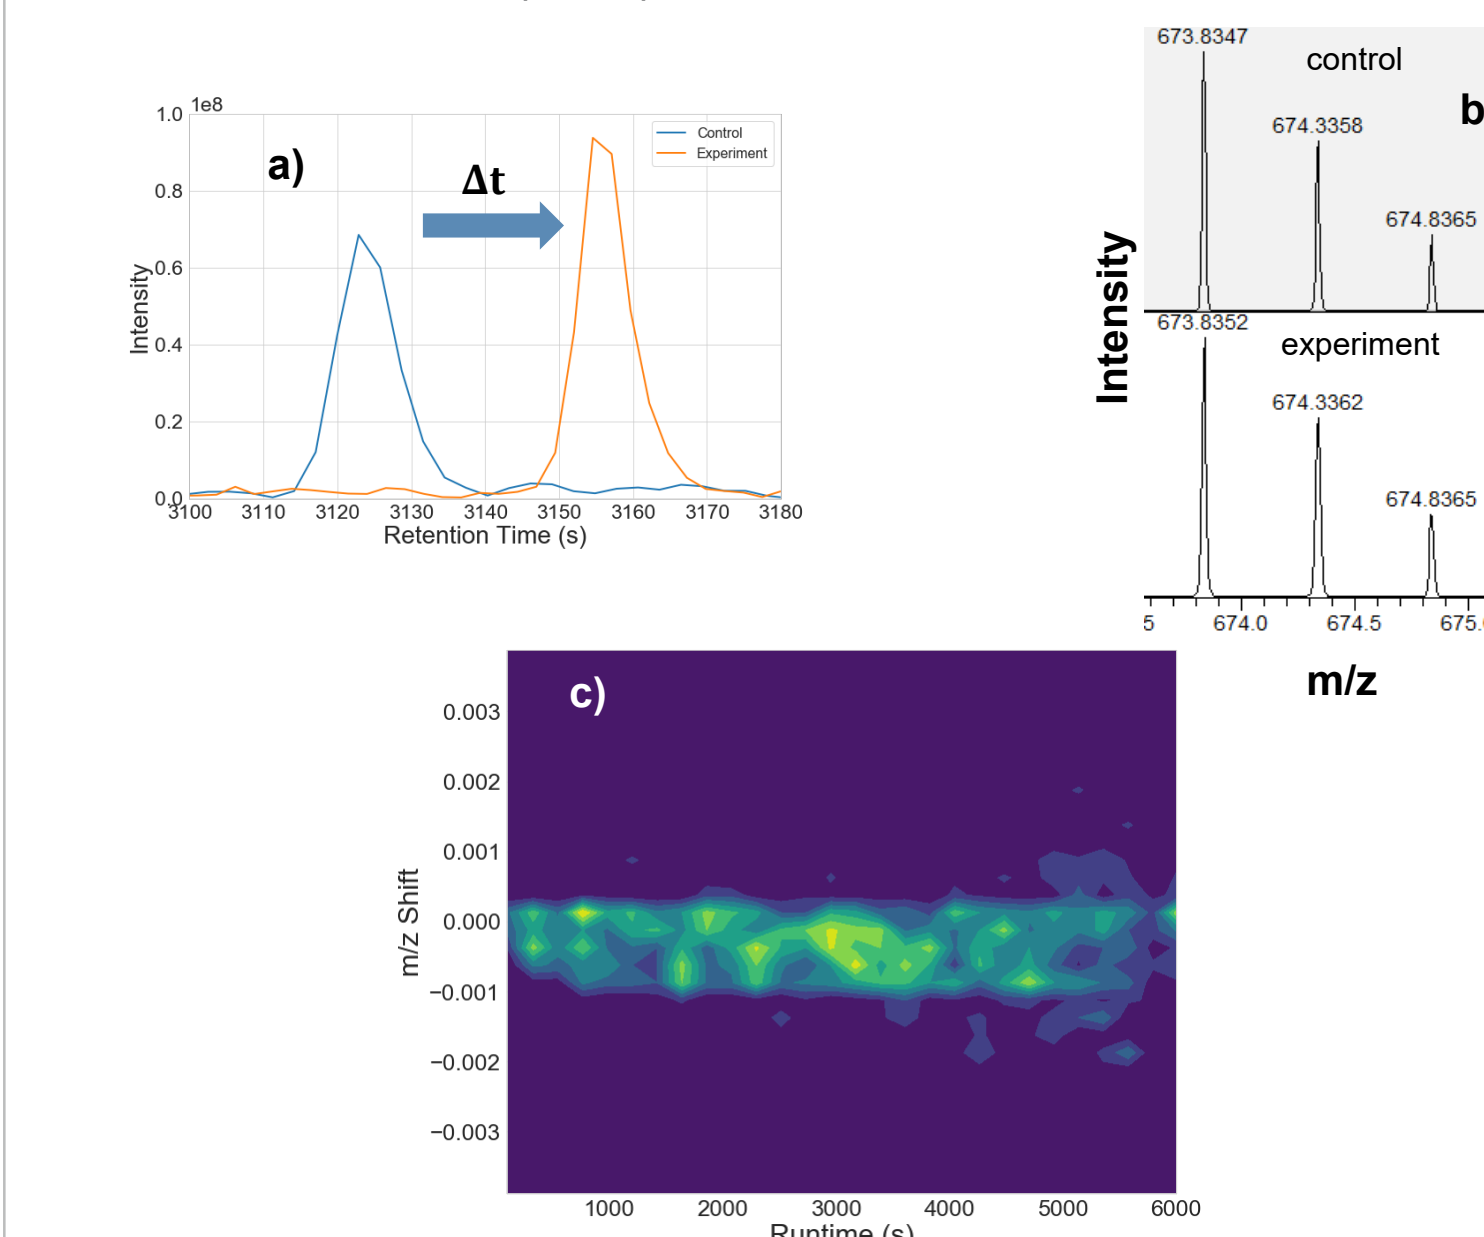 1e8
1.0
0.8
0.6
0.4
0.2
0.0
Intensity
a)
Δt
Control
Experiment
3100 3110 3120 3130 3140 3150 3160 3170 3180
Retention Time (s)
673.8347
control
b
674.3358
674.8365
Intensity
673.8352
experiment
674.3362
674.8365
5 674.0 674.5 675.
m/z
c)
0.003
0.002
0.001
0.000
−0.001
−0.002
−0.003
m/z Shift
1000 2000 3000 4000 5000 6000
Runtime (s)